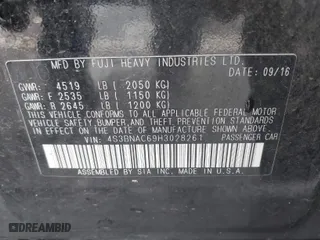 MFD BY FUJI HEAVY INDUSTRIES LTD.
DATE: 09/16
GVWR: 4519 LB ( 2050 KG)
GAWR: F 2535 LB ( 1150 KG)
GAWR: R 2645 LB ( 1200 KG)
THIS VEHICLE CONFORMS TO ALL APPLICABLE
FEDERAL MOTOR
VEHICLE SAFETY, BUMPER, AND THEFT
PREVENTION STANDARDS IN EFFECT ON
THE DATE OF MANUFACTURE SHOWN ABOVE.
VIN: 4S3BNAC69H3028261 PASSENGER CAR
ASSEMBLED BY SIA INC. MADE IN U.S.A.